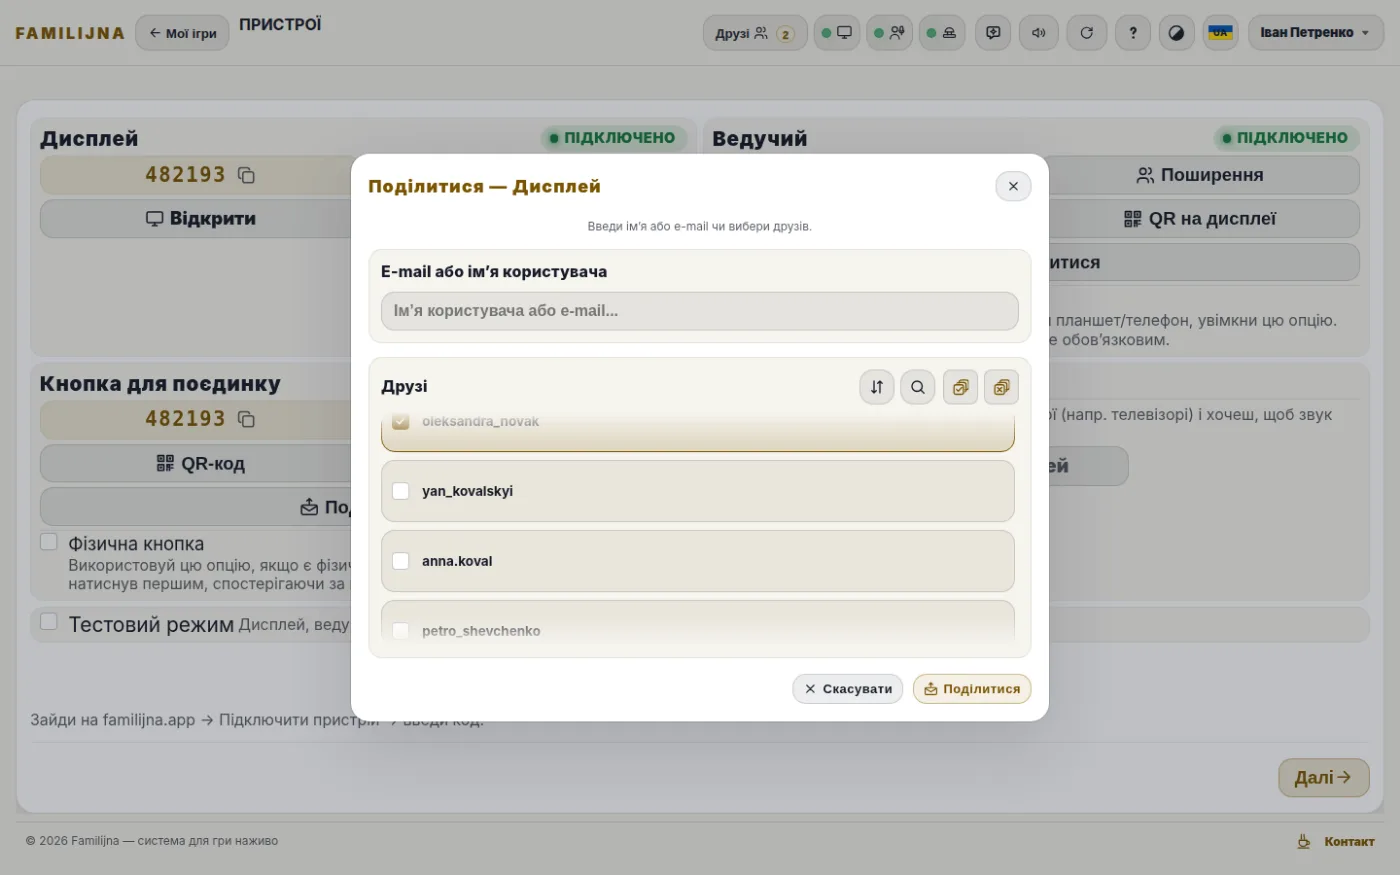 FAMILIJNA
← Мої ігри
ПРИСТРОЇ
Друзі 2
?
UA
Іван Петренко
Дисплей
ПІДКЛЮЧЕНО
482193
Відкрити
Ведучий
ПІДКЛЮЧЕНО
Поширення
QR на дисплеї
итися
планшет/телефон, увімкни цю опцію.
е обов’язковим.
Кнопка для поєдинку
482193
QR-код
По
Фізична кнопка
Використовуй цю опцію, якщо є фізич
натиснув першим, спостерігаючи за
ої (напр. телевізорі) і хочеш, щоб звук
ей
Тестовий режим Дисплей, веду
Поділитися — Дисплей
Введи ім’я або e-mail чи вибери друзів.
E-mail або ім’я користувача
Ім’я користувача або e-mail...
Друзі
oleksandra_novak
yan_kovalskyi
anna.koval
petro_shevchenko
Скасувати
Поділитися
Зайди на familijna.app → Підключити пристрій → введи код.
Далі →
© 2026 Familijna — система для гри наживо
Контакт